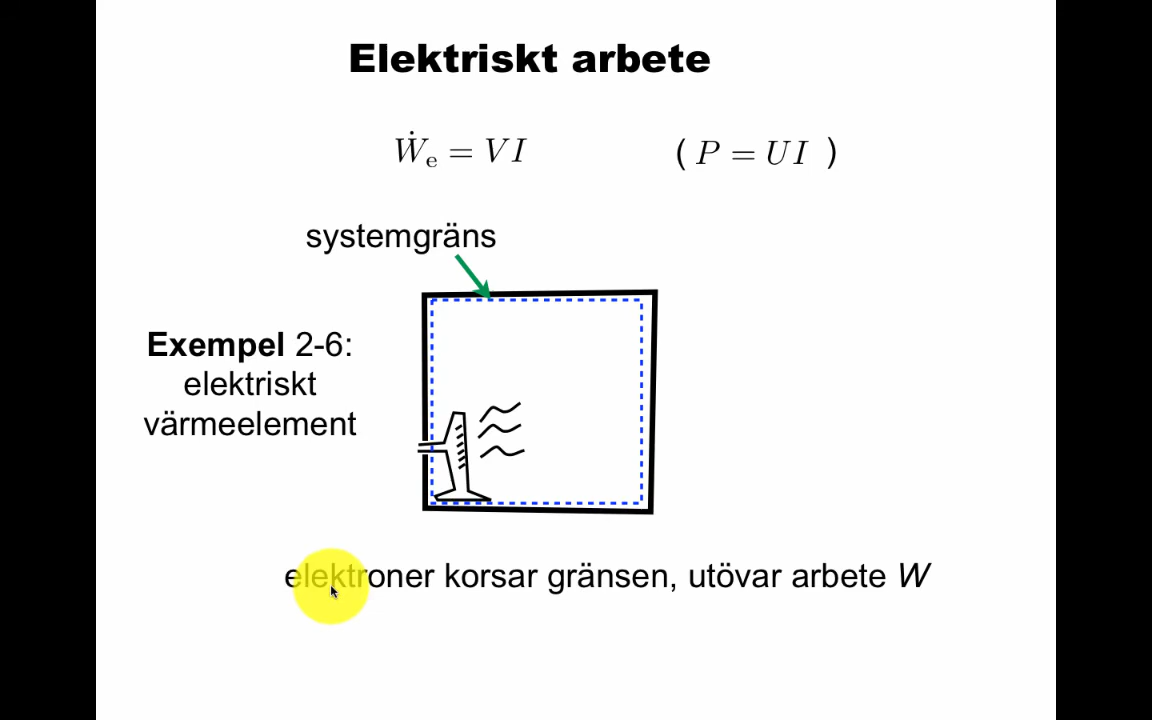 Elektriskt arbete
Ẇe = VI
( P = UI )
systemgräns
Exempel 2-6:
elektriskt
värmeelement
elektroner korsar gränsen, utövar arbete W